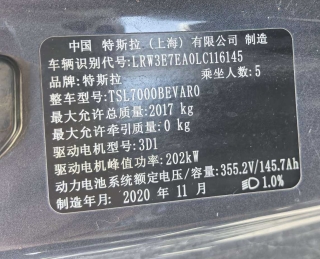 中国 特斯拉（上海）有限公司 制造
车辆识别代号:LRW3E7EA0LC116145
品牌:特斯拉 乘坐人数:5
整车型号:TSL7000BEVAR0
最大允许总质量:2017 kg
最大允许牵引质量:0 kg
驱动电机型号:3D1
驱动电机峰值功率:202kW
动力电池系统额定电压/容量:355.2V/145.7Ah
制造年月:2020 年 11 月 1.0%